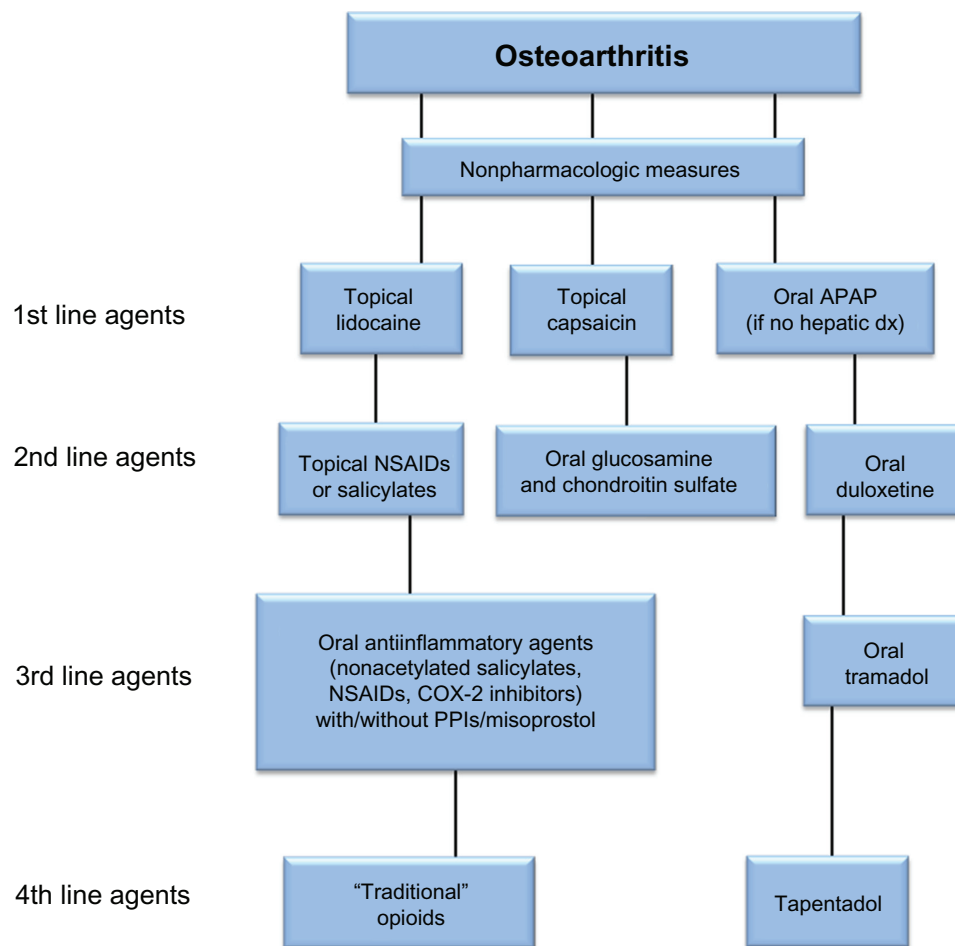 Osteoarthritis
Nonpharmacologic measures
1st line agents
Topical
lidocaine
Topical
capsaicin
Oral APAP
(if no hepatic dx)
2nd line agents
Topical NSAIDs
or salicylates
Oral glucosamine
and chondroitin sulfate
Oral
duloxetine
3rd line agents
Oral antiinflammatory agents
(nonacetylated salicylates,
NSAIDs, COX-2 inhibitors)
with/without PPIs/misoprostol
Oral
tramadol
4th line agents
“Traditional”
opioids
Tapentadol